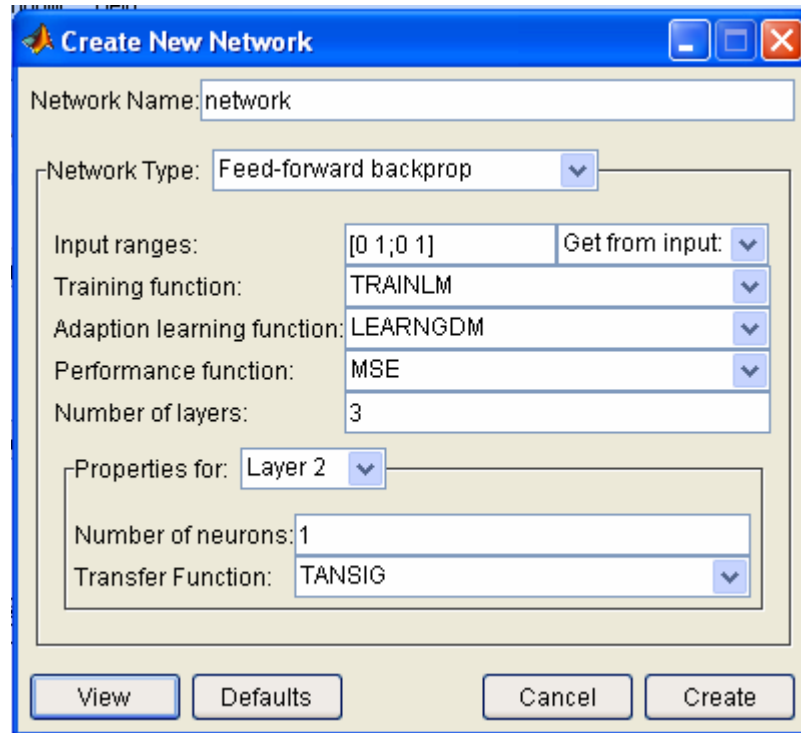 Create New Network
Network Name: network
Network Type: Feed-forward backprop
Input ranges: [0 1;0 1] Get from input:
Training function: TRAINLM
Adaption learning function: LEARNGDM
Performance function: MSE
Number of layers: 3
Properties for: Layer 2
Number of neurons: 1
Transfer Function: TANSIG
View Defaults Cancel Create